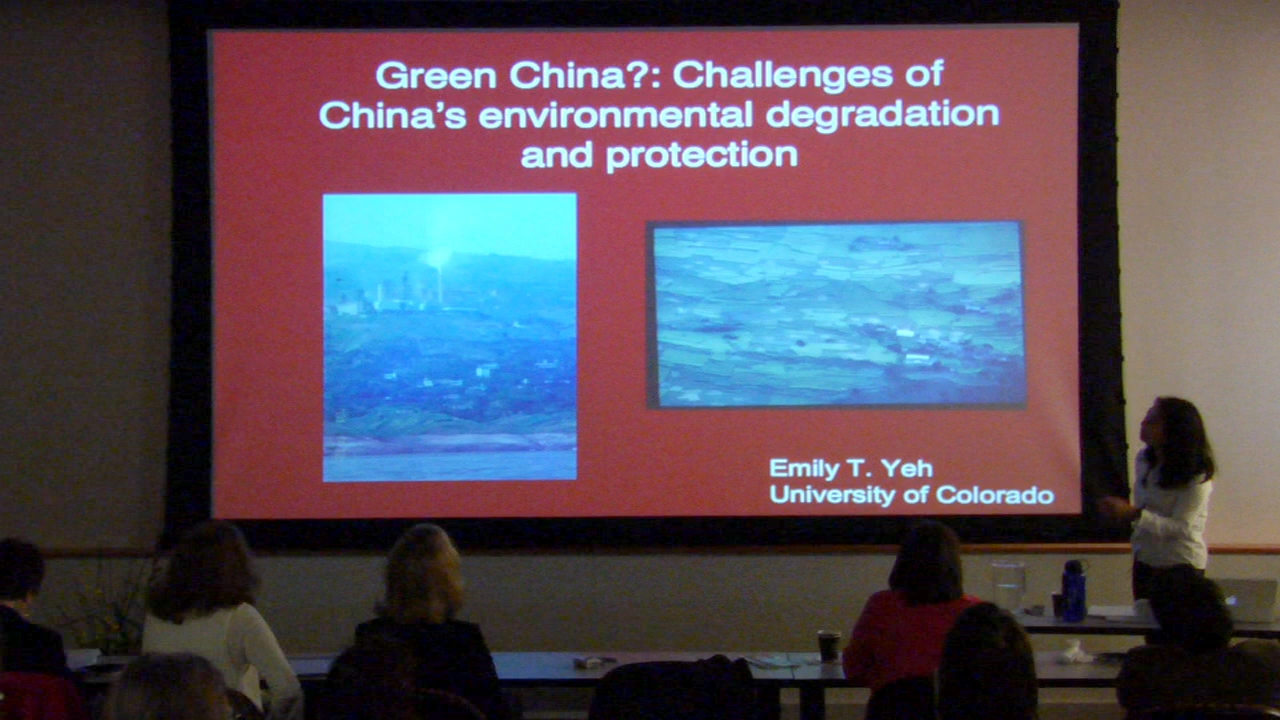 Green China?: Challenges of
China's environmental degradation
and protection
Emily T. Yeh
University of Colorado